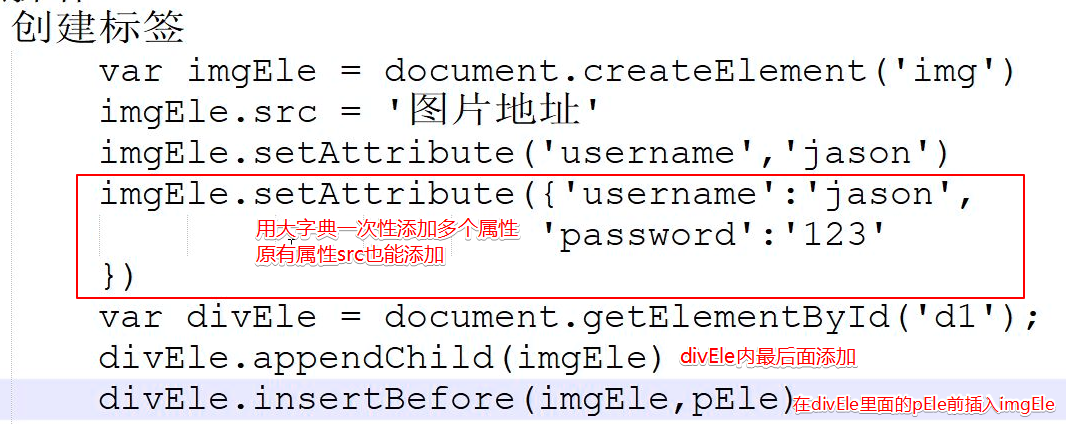 创建标签
var imgEle = document.createElement('img')
imgEle.src = '图片地址'
imgEle.setAttribute('username','jason')
imgEle.setAttribute({'username':'jason',
用大字典一次性添加多个属性
'password':'123'
原有属性src也能添加
})
var divEle = document.getElementById('d1');
divEle.appendChild(imgEle) divEle内最后面添加
divEle.insertBefore(imgEle,pEle) 在divEle里面的pEle前插入imgEle